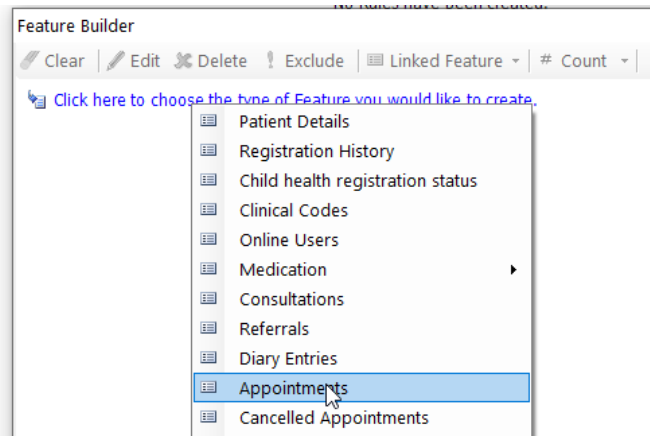 No Rules have been created.
Feature Builder
Clear Edit Delete ! Exclude Linked Feature # Count
Click here to choose the type of Feature you would like to create.
Patient Details
Registration History
Child health registration status
Clinical Codes
Online Users
Medication
Consultations
Referrals
Diary Entries
Appointments
Cancelled Appointments